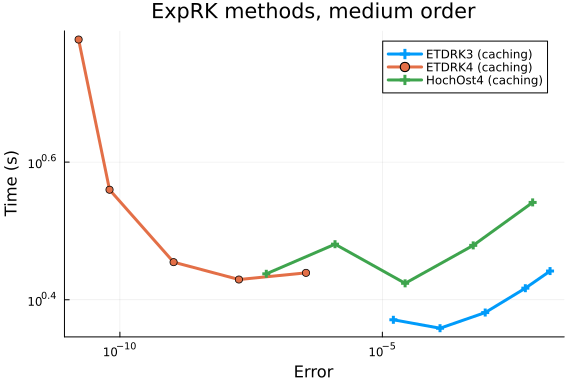 ExpRK methods, medium order
ETDRK3 (caching)
ETDRK4 (caching)
HochOst4 (caching)
Time (s)
10^0.6
10^0.4
10^-10
10^-5
Error